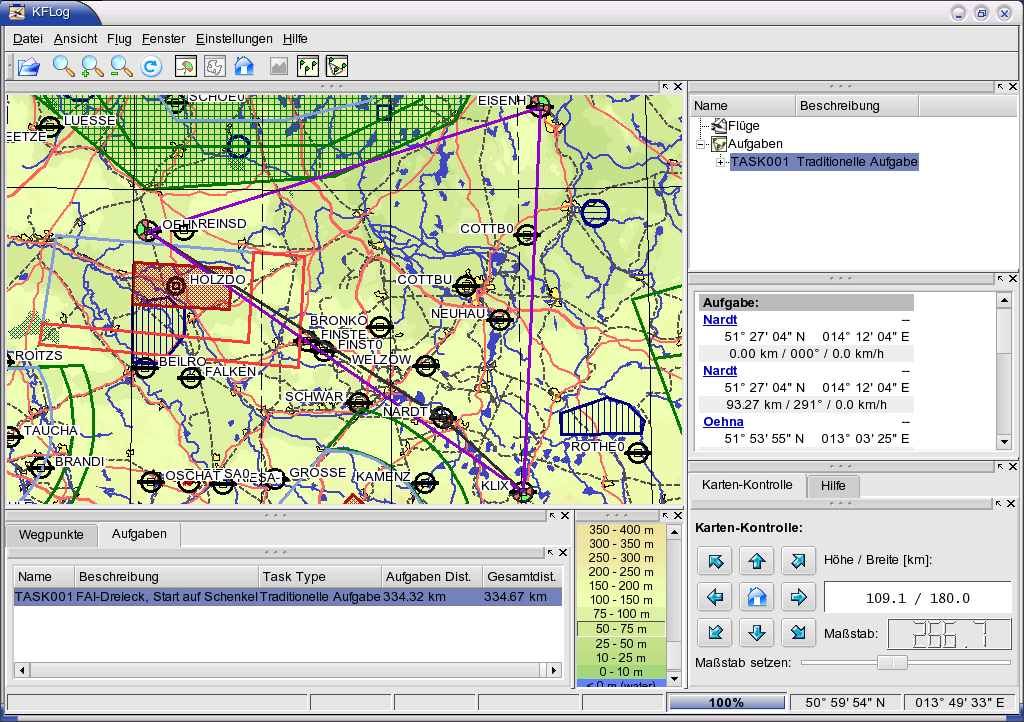 KFLog
Datei Ansicht Flug Fenster Einstellungen Hilfe
SCHOE0
EISENH
LUESSE
EETZE
OEHNREINSD
COTTB0
HOLZDO
COTTBU
NEUHAU
BRONKO
FINSTE
FINST0
ROITZS
BEILRO
WELZOW
FALKEN
SCHWAR
NARDT
TAUCHA
ROTHE0
BRANDI
OSCHAT
SA0
RIESA-
GROSSE
KAMENZ
KLIX
Name Beschreibung
Flüge
Aufgaben
TASK001 Traditionelle Aufgabe
Aufgabe:
Nardt --
51° 27' 04" N 014° 12' 04" E
0.00 km / 000° / 0.0 km/h
Nardt --
51° 27' 04" N 014° 12' 04" E
93.27 km / 291° / 0.0 km/h
Oehna --
51° 53' 55" N 013° 03' 25" E
Karten-Kontrolle Hilfe
Karten-Kontrolle:
Höhe / Breite [km]:
109.1 / 180.0
Maßstab: 266.7
Maßstab setzen:
Wegpunkte Aufgaben
Name Beschreibung Task Type Aufgaben Dist. Gesamtdist.
TASK001 FAI-Dreieck, Start auf Schenkel Traditionelle Aufgabe 334.32 km 334.67 km
350 - 400 m
300 - 350 m
250 - 300 m
200 - 250 m
150 - 200 m
100 - 150 m
75 - 100 m
50 - 75 m
25 - 50 m
10 - 25 m
0 - 10 m
< 0 m (water)
100% 50° 59' 54" N 013° 49' 33" E